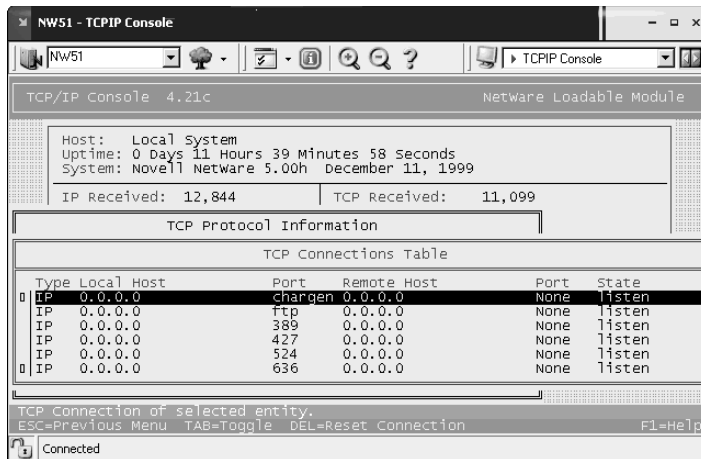 NW51 - TCPIP Console
NW51 TCPIP Console
TCP/IP Console 4.21c NetWare Loadable Module
Host: Local System
Uptime: 0 Days 11 Hours 39 Minutes 58 Seconds
System: Novell NetWare 5.00h December 11, 1999
IP Received: 12,844 TCP Received: 11,099
TCP Protocol Information
TCP Connections Table
Type Local Host Port Remote Host Port State
IP 0.0.0.0 chargen 0.0.0.0 None listen
IP 0.0.0.0 ftp 0.0.0.0 None listen
IP 0.0.0.0 389 0.0.0.0 None listen
IP 0.0.0.0 427 0.0.0.0 None listen
IP 0.0.0.0 524 0.0.0.0 None listen
IP 0.0.0.0 636 0.0.0.0 None listen
TCP Connection of selected entity.
ESC=Previous Menu TAB=Toggle DEL=Reset Connection F1=Help
Connected